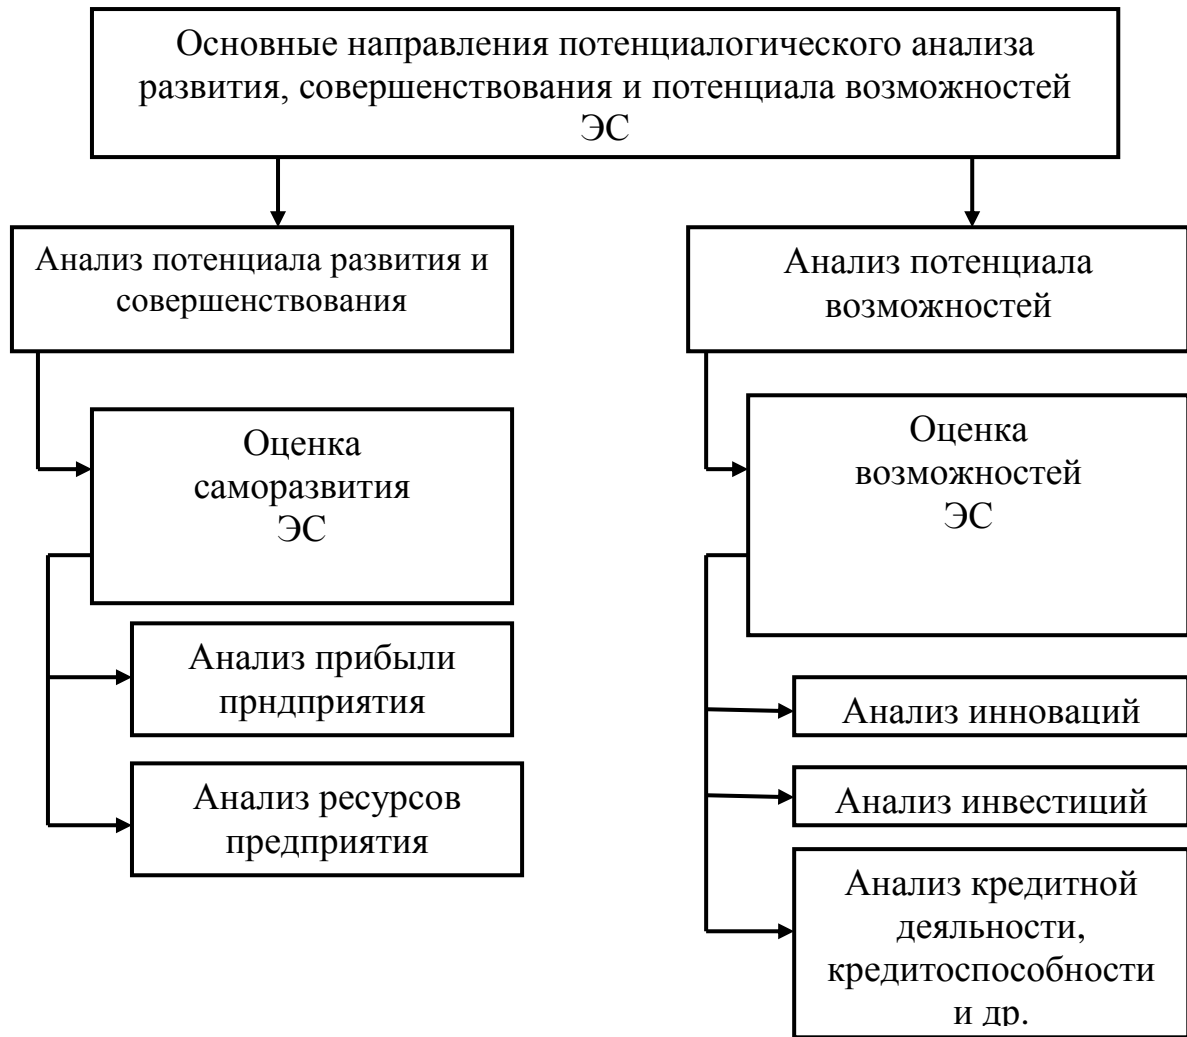 Основные направления потенциалогического анализа
развития, совершенствования и потенциала возможностей
ЭС
Анализ потенциала развития и
совершенствования
Анализ потенциала
возможностей
Оценка
саморазвития
ЭС
Оценка
возможностей
ЭС
Анализ прибыли
прндприятия
Анализ ресурсов
предприятия
Анализ инноваций
Анализ инвестиций
Анализ кредитной
деяльности,
кредитоспособности
и др.